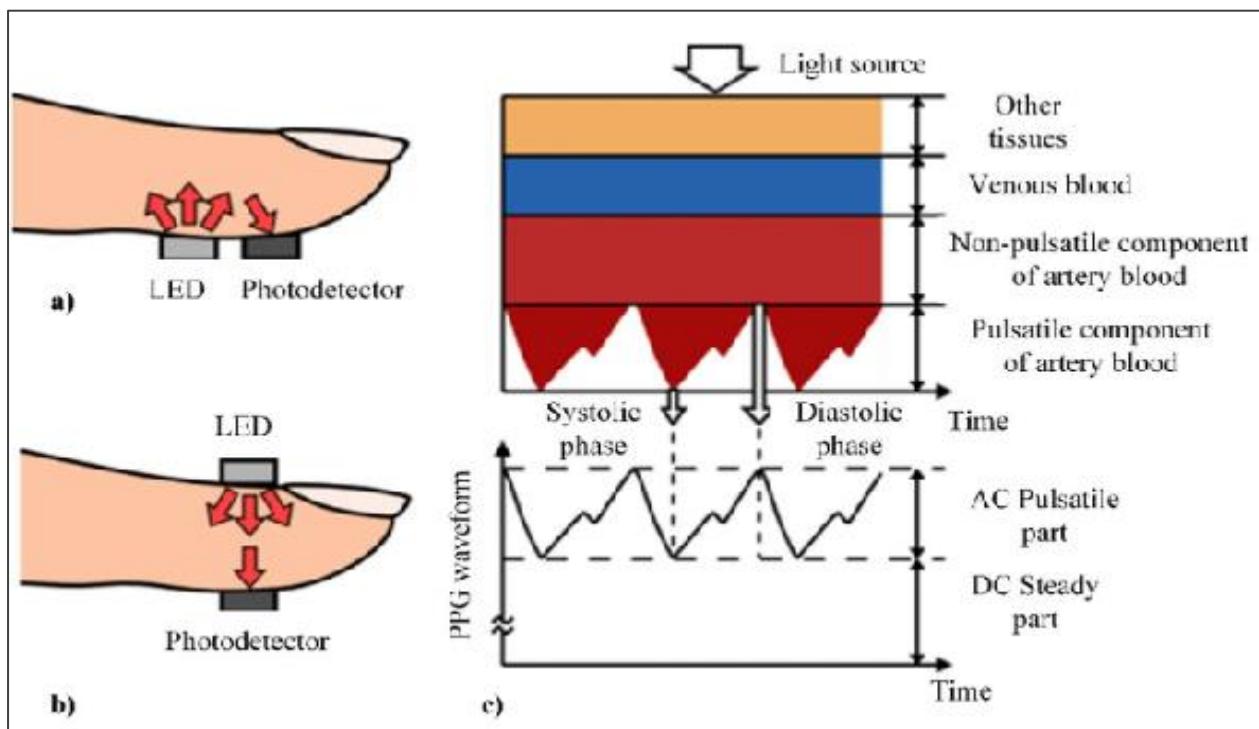 LED
Photodetector
a)
LED
Photodetector
b)
Light source
Other
tissues
Venous blood
Non-pulsatile component
of artery blood
Pulsatile component
of artery blood
Time
Systolic
phase
Diastolic
phase
PPG waveform
AC Pulsatile
part
DC Steady
part
Time
c)